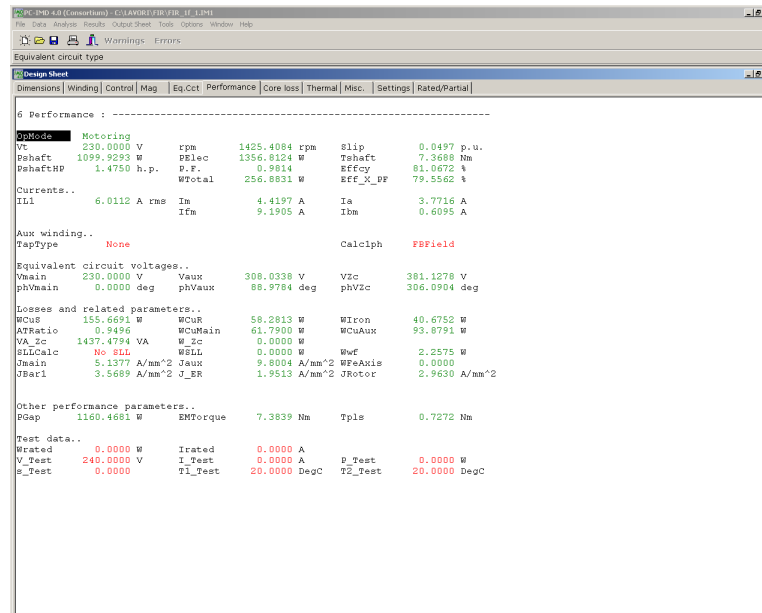 PC-IMD 4.0 (Consortium) - C:\LAVORI\FIR\FIR_1F_1.IM1
File Data Analysis Results Output Sheet Tools Options Window Help
Warnings Errors
Equivalent circuit type
Design Sheet
Dimensions Winding Control Mag Eq.Cct Performance Core loss Thermal Misc. Settings Rated/Partial
6 Performance : ---------------------------------------------------------------
OpMode Motoring
Vt 230.0000 V rpm 1425.4084 rpm Slip 0.0497 p.u.
Pshaft 1099.9293 W PElec 1356.8124 W Tshaft 7.3688 Nm
PshaftHP 1.4750 h.p. P.F. 0.9814 Effcy 81.0672 %
WTotal 256.8831 W Eff_X_PF 79.5562 %
Currents..
IL1 6.0112 A rms Im 4.4197 A Ia 3.7716 A
Ifm 9.1905 A Ibm 0.6095 A
Aux winding..
TapType None Calc1ph FBField
Equivalent circuit voltages..
Vmain 230.0000 V Vaux 308.0338 V VZc 381.1278 V
phVmain 0.0000 deg phVaux 88.9784 deg phVZc 306.0904 deg
Losses and related parameters..
WCuS 155.6691 W WCuR 58.2813 W WIron 40.6752 W
ATRatio 0.9496 WCuMain 61.7900 W WCuAux 93.8791 W
VA_Zc 1437.4794 VA W_Zc 0.0000 W
SLLCalc No SLL WSLL 0.0000 W Wwf 2.2575 W
Jmain 5.1377 A/mm^2 Jaux 9.8004 A/mm^2 WFeAxis 0.0000
JBar1 3.5689 A/mm^2 J_ER 1.9513 A/mm^2 JRotor 2.9630 A/mm^2
Other performance parameters..
PGap 1160.4681 W EMTorque 7.3839 Nm Tpls 0.7272 Nm
Test data..
Wrated 0.0000 W Irated 0.0000 A
V_Test 240.0000 V I_Test 0.0000 A P_Test 0.0000 W
s_Test 0.0000 T1_Test 20.0000 DegC T2_Test 20.0000 DegC